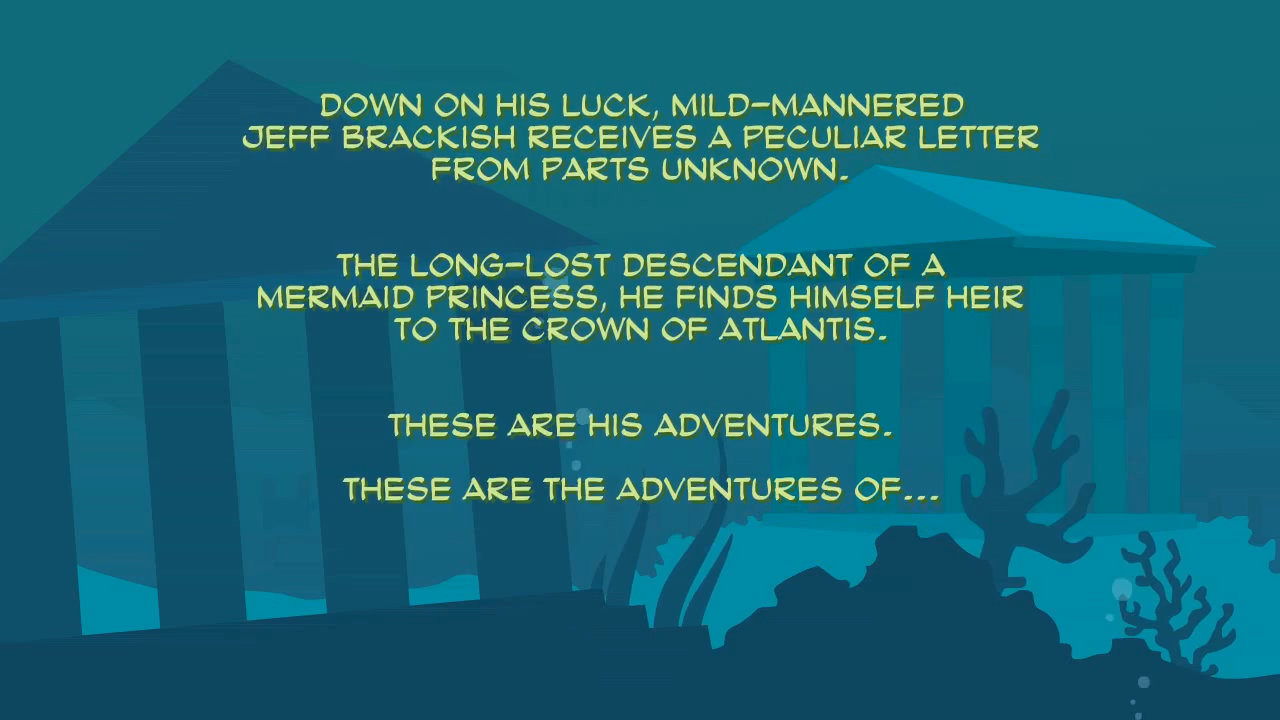 DOWN ON HIS LUCK, MILD-MANNERED
JEFF BRACKISH RECEIVES A PECULIAR LETTER
FROM PARTS UNKNOWN.
THE LONG-LOST DESCENDANT OF A
MERMAID PRINCESS, HE FINDS HIMSELF HEIR
TO THE CROWN OF ATLANTIS.
THESE ARE HIS ADVENTURES.
THESE ARE THE ADVENTURES OF...